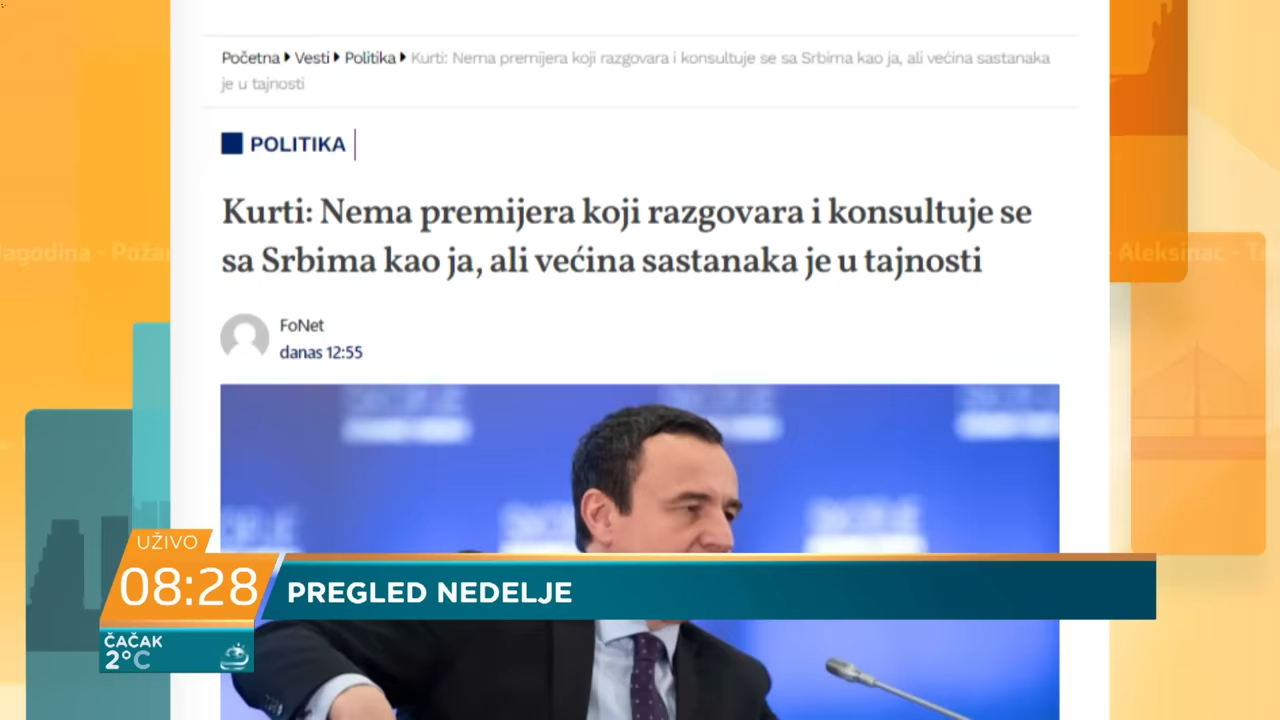 Početna Vesti Politika Kurti: Nema premijera koji razgovara i konsultuje se sa Srbima kao ja, ali većina sastanaka
je u tajnosti
POLITIKA
Kurti: Nema premijera koji razgovara i konsultuje se
sa Srbima kao ja, ali većina sastanaka je u tajnosti
Jagodina -
Aleksinac -
FoNet
danas 12:55
UŽIVO
08:28
PREGLED NEDELJE
ČAČAK
2°C